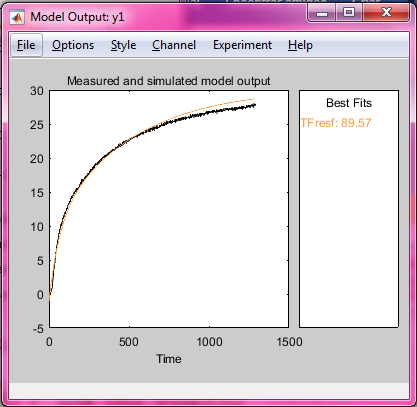 Model Output: y1
File Options Style Channel Experiment Help
Measured and simulated model output
30
25
20
15
10
5
0
-5
0 500 1000 1500
Time
Best Fits
TFresf: 89.57